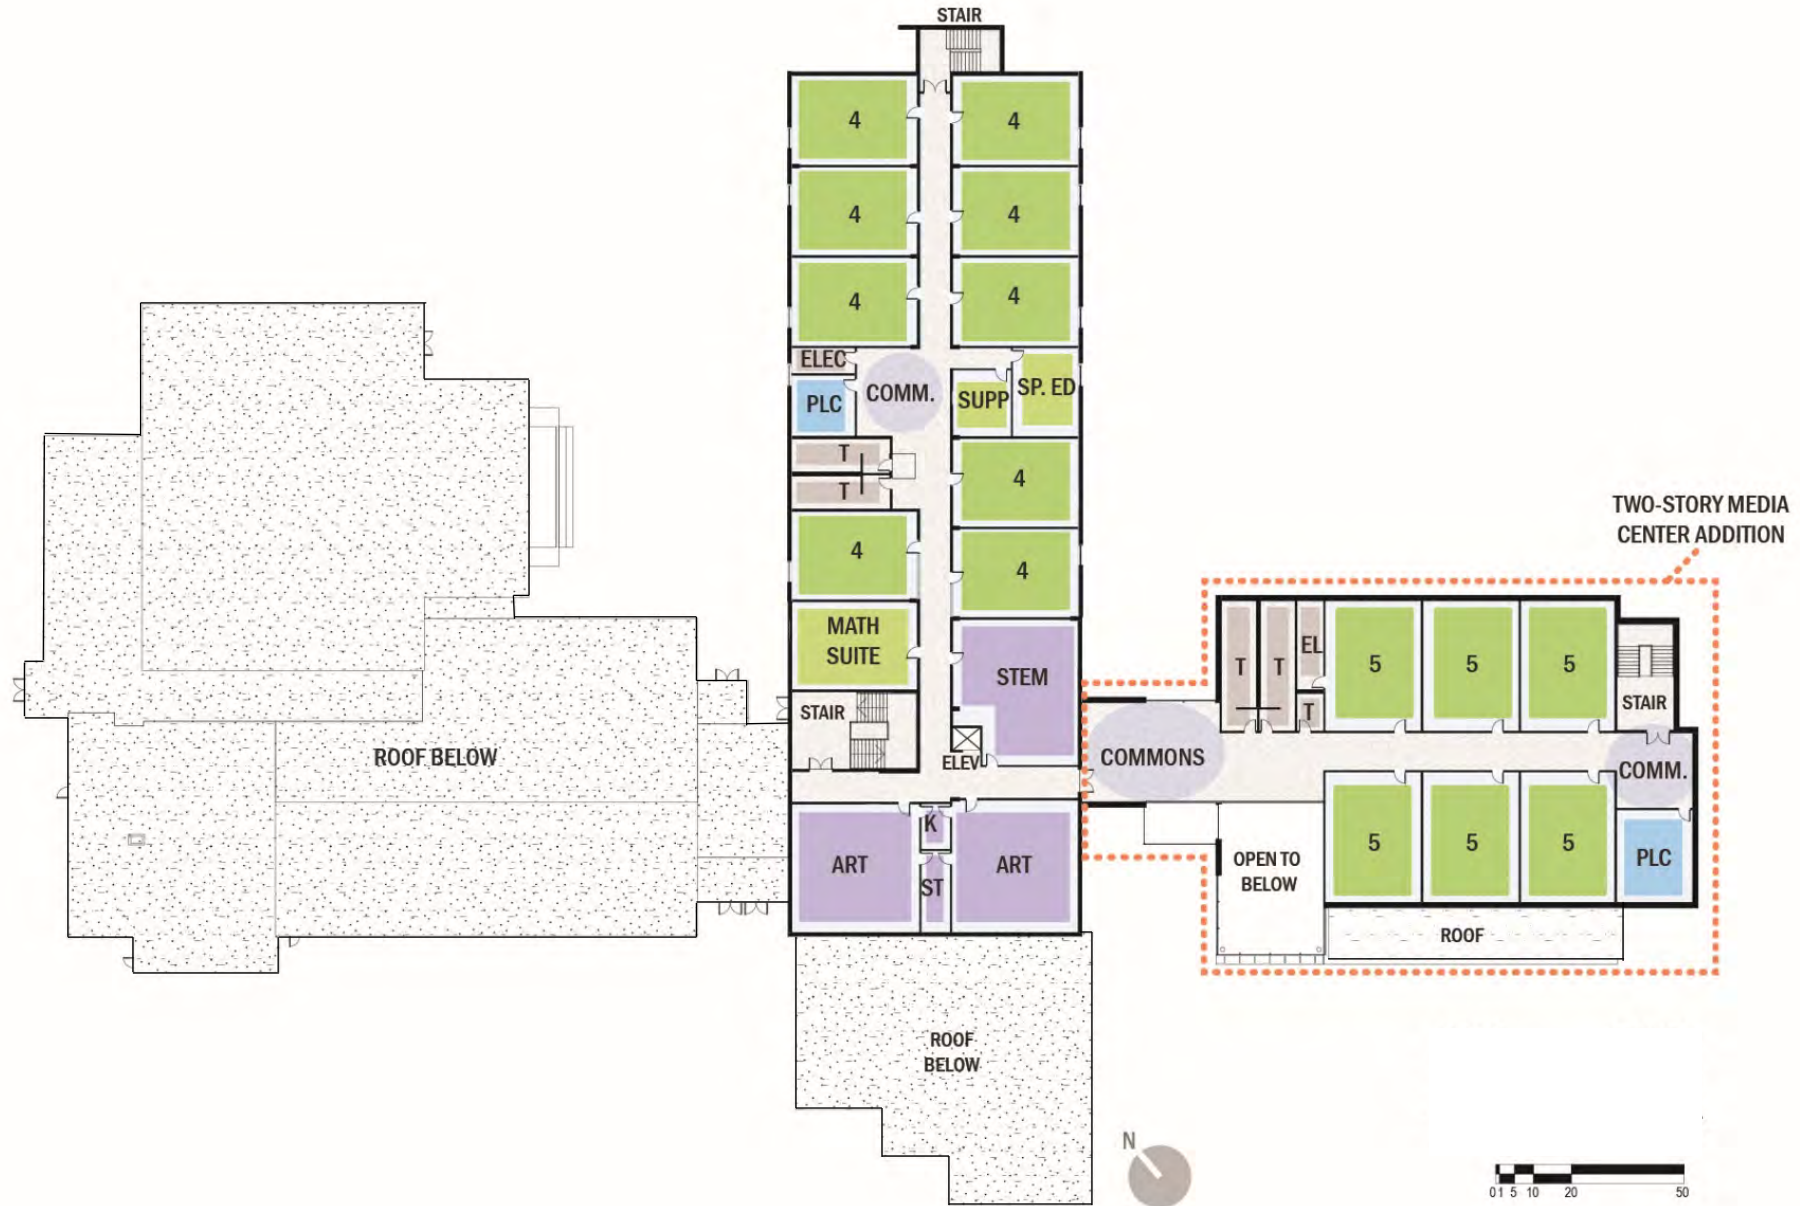 STAIR
4
4
4
4
4
4
ELEC
COMM.
PLC
SUPP
SP. ED
T
T
4
4
4
MATH
SUITE
STEM
STAIR
ELEV
ROOF BELOW
K
ART
ST
ART
ROOF
BELOW
TWO-STORY MEDIA
CENTER ADDITION
T
T
EL
T
5
5
5
STAIR
COMMONS
COMM.
OPEN TO
BELOW
5
5
5
PLC
ROOF
N
0 1 5 10 20 50